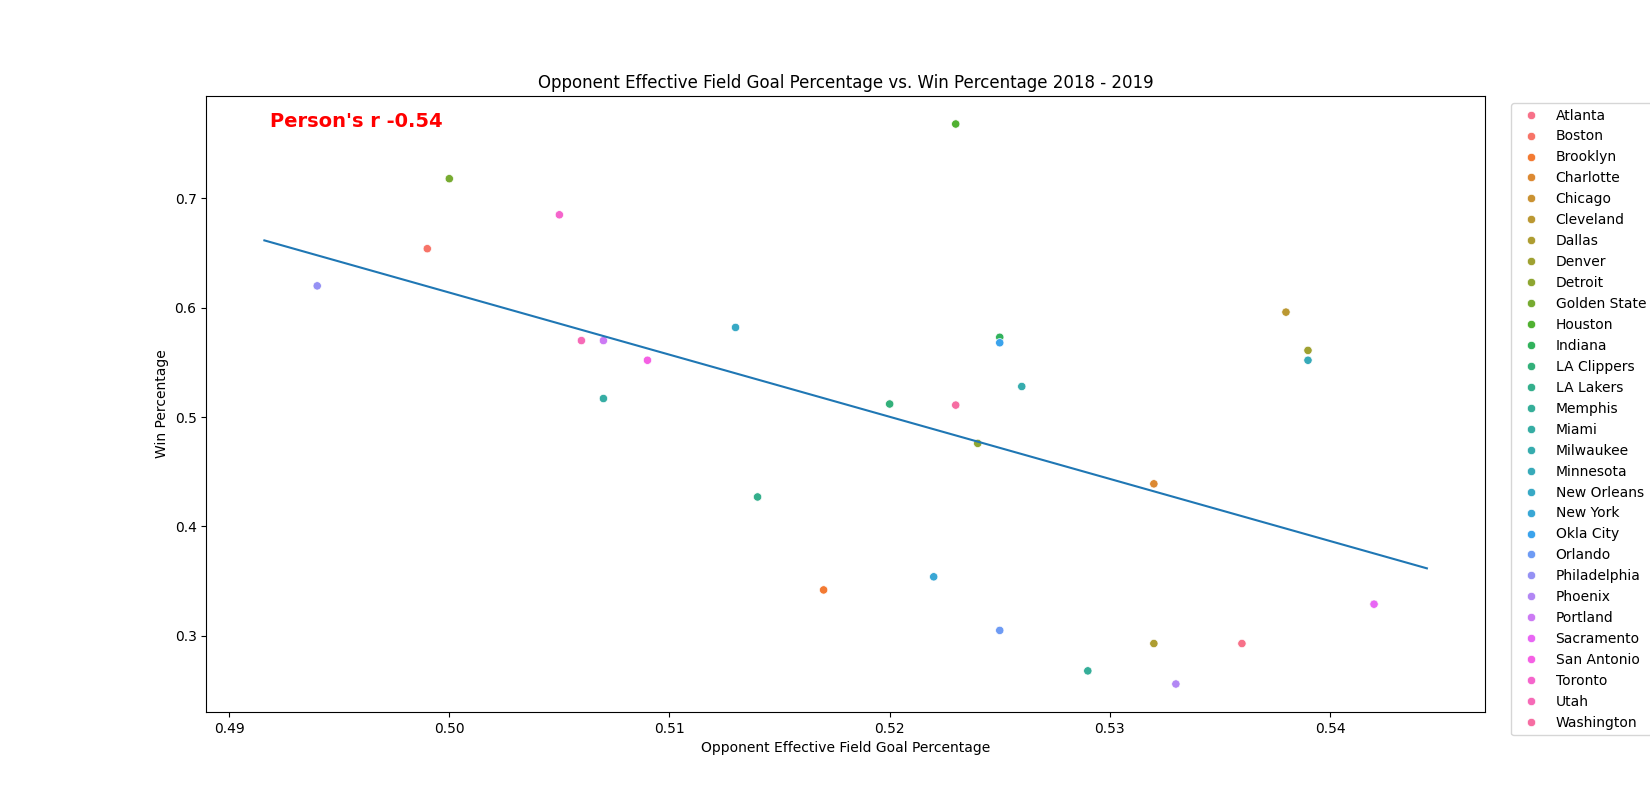 Opponent Effective Field Goal Percentage vs. Win Percentage 2018 - 2019
Person's r -0.54
0.7
0.6
0.5
0.4
0.3
Win Percentage
0.49
0.50
0.51
0.52
0.53
0.54
Opponent Effective Field Goal Percentage
Atlanta
Boston
Brooklyn
Charlotte
Chicago
Cleveland
Dallas
Denver
Detroit
Golden State
Houston
Indiana
LA Clippers
LA Lakers
Memphis
Miami
Milwaukee
Minnesota
New Orleans
New York
Okla City
Orlando
Philadelphia
Phoenix
Portland
Sacramento
San Antonio
Toronto
Utah
Washington